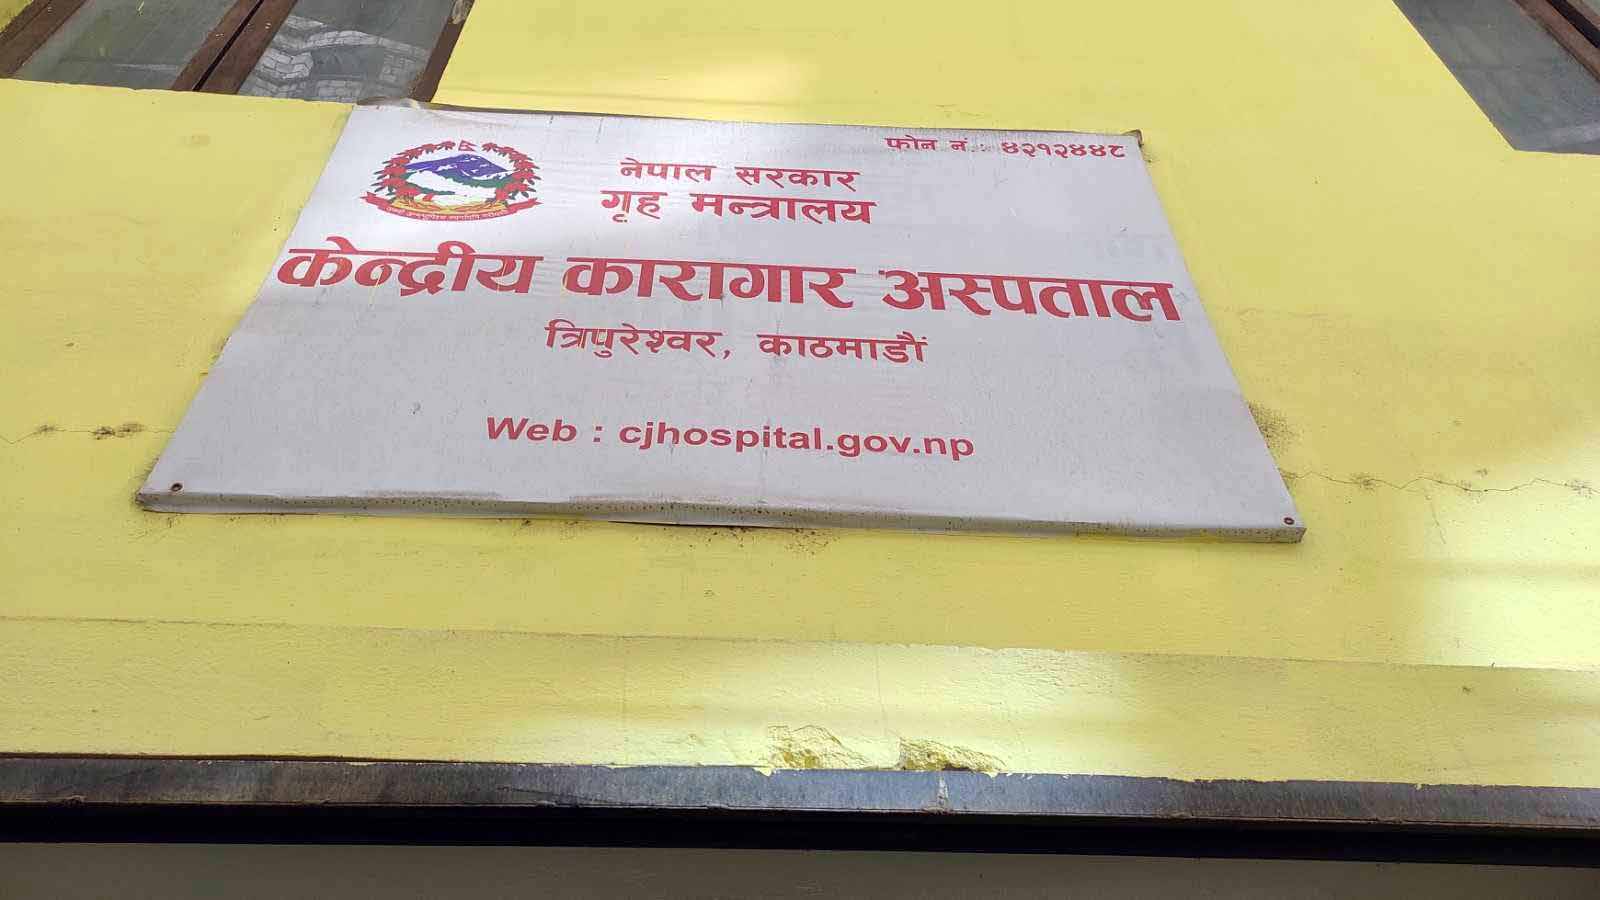 फोन नं. : ४२१२४४८
नेपाल सरकार
गृह मन्त्रालय
केन्द्रीय कारागार अस्पताल
त्रिपुरेश्वर, काठमाडौं
Web : cjhospital.gov.np